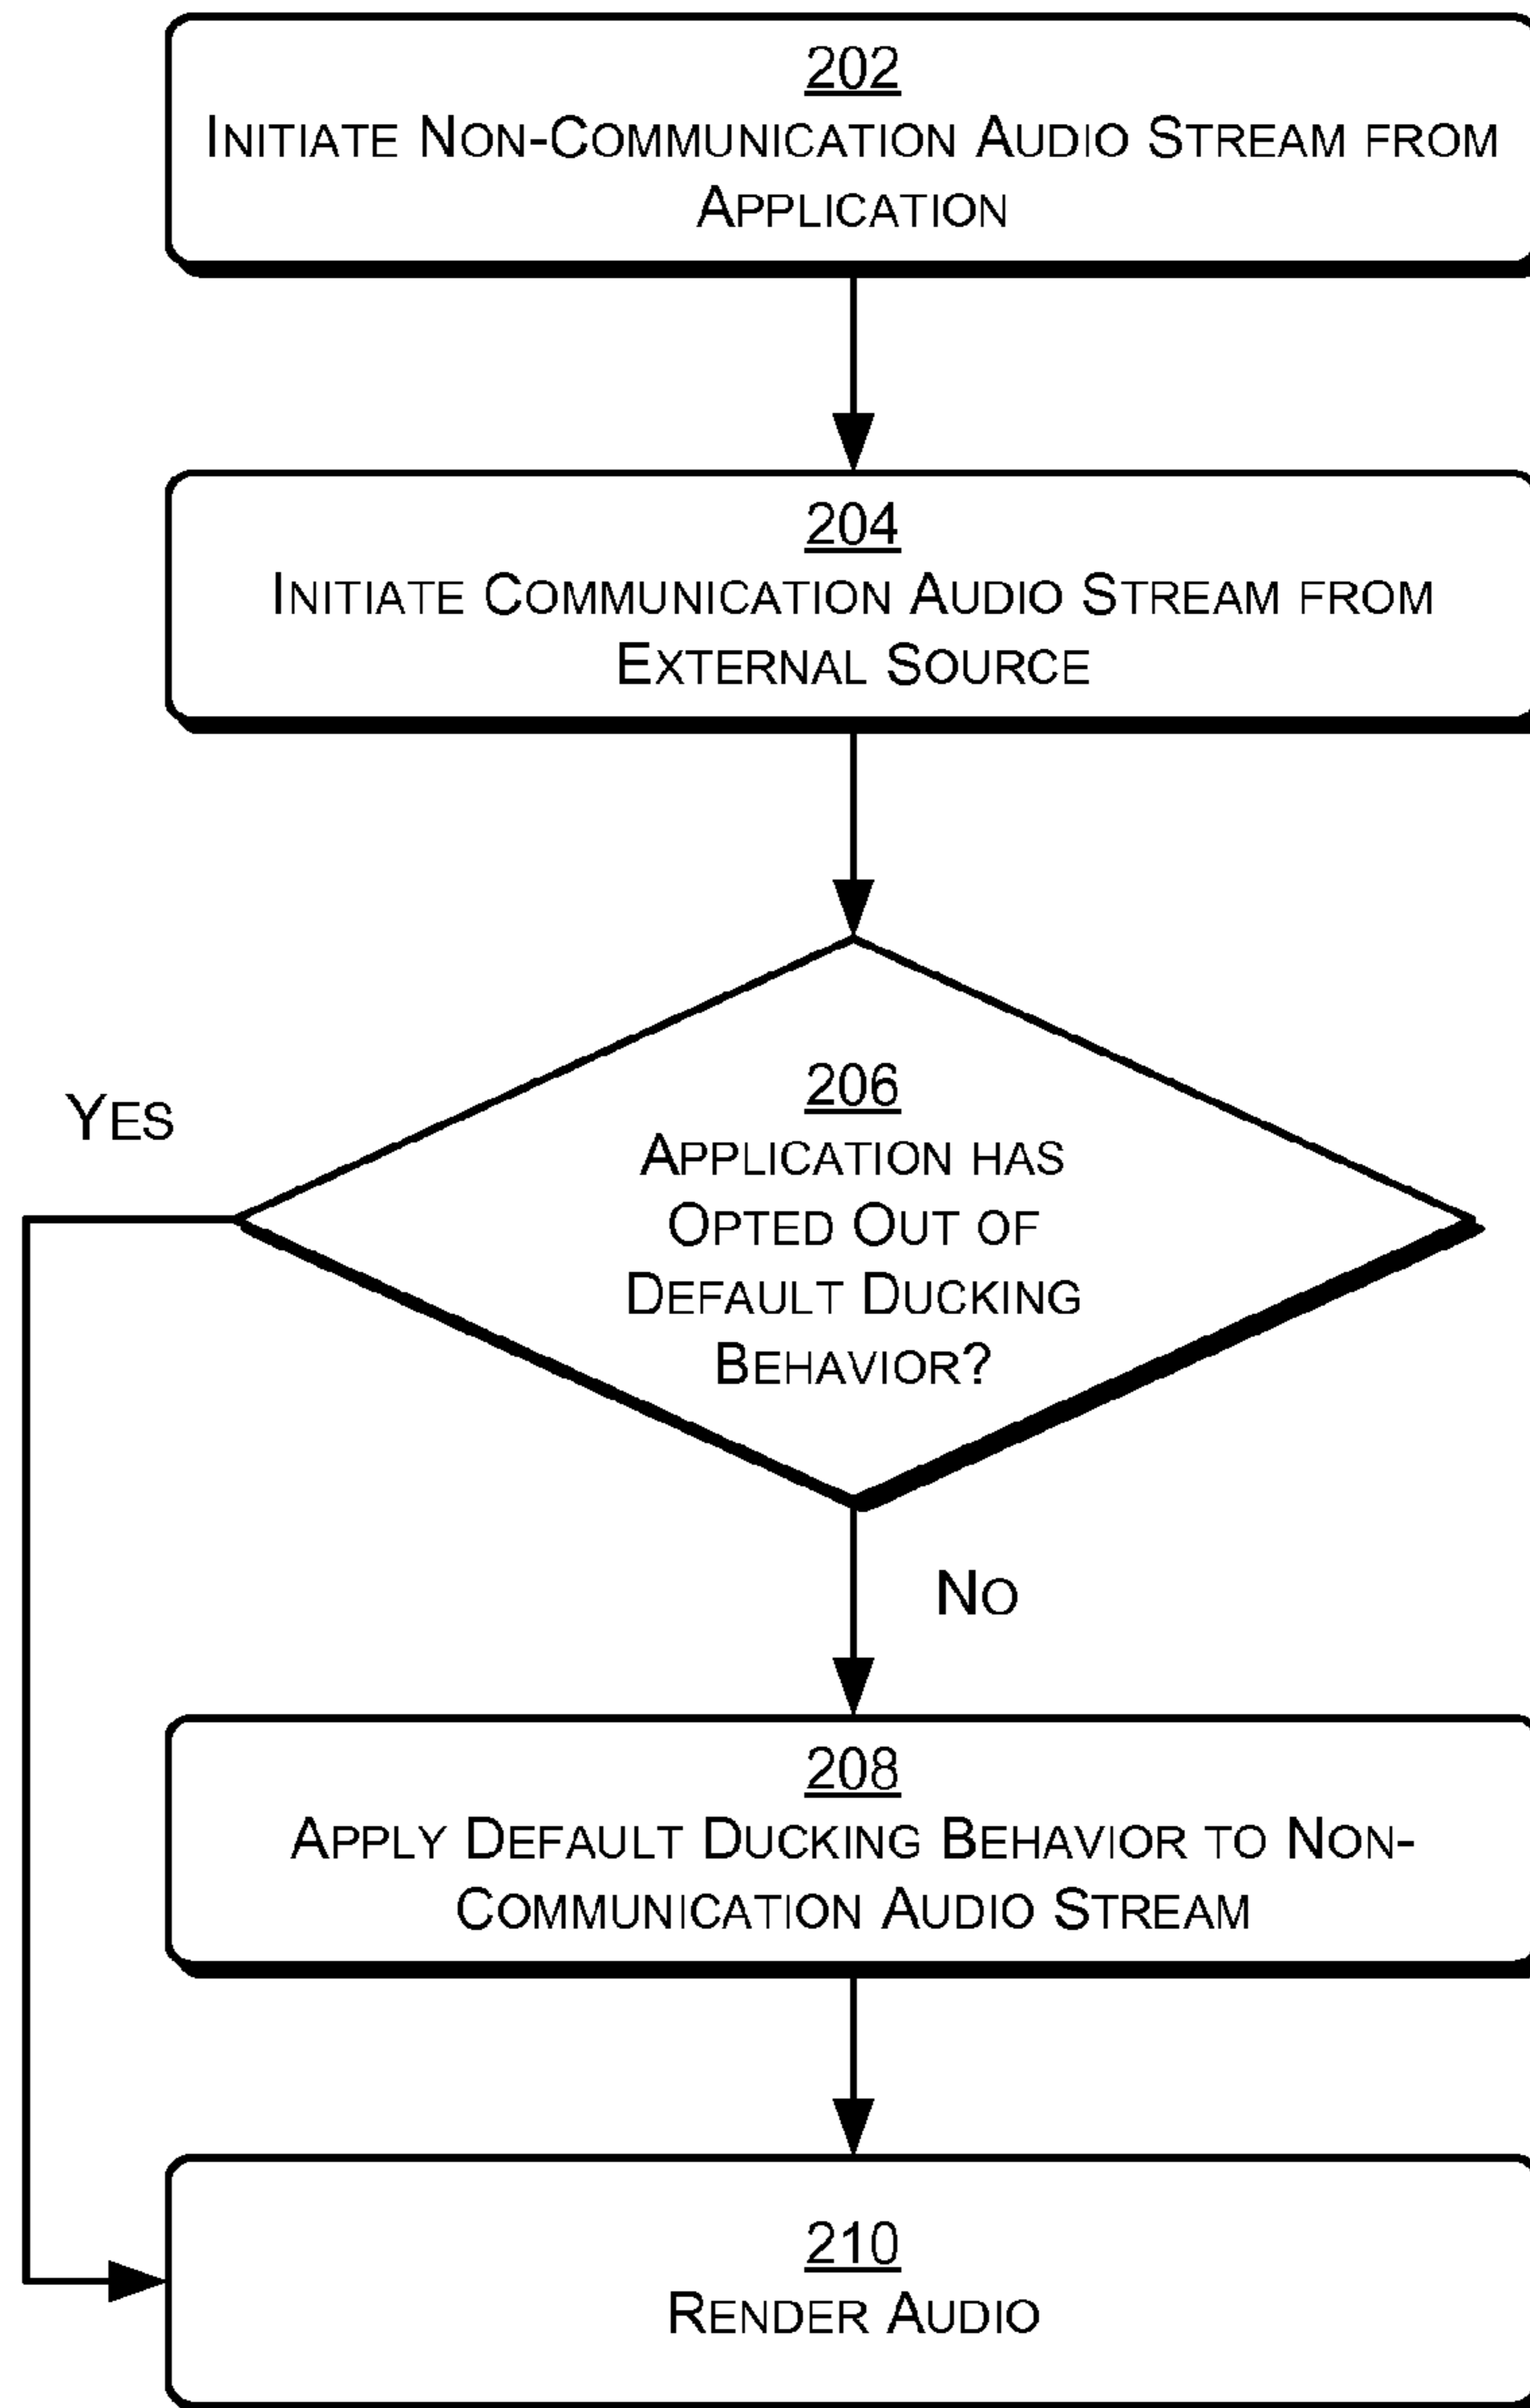 202
Initiate Non-Communication Audio Stream from
Application
204
Initiate Communication Audio Stream from
External Source
Yes
206
Application has
Opted Out of
Default Ducking
Behavior?
No
208
Apply Default Ducking Behavior to Non-
Communication Audio Stream
210
Render Audio